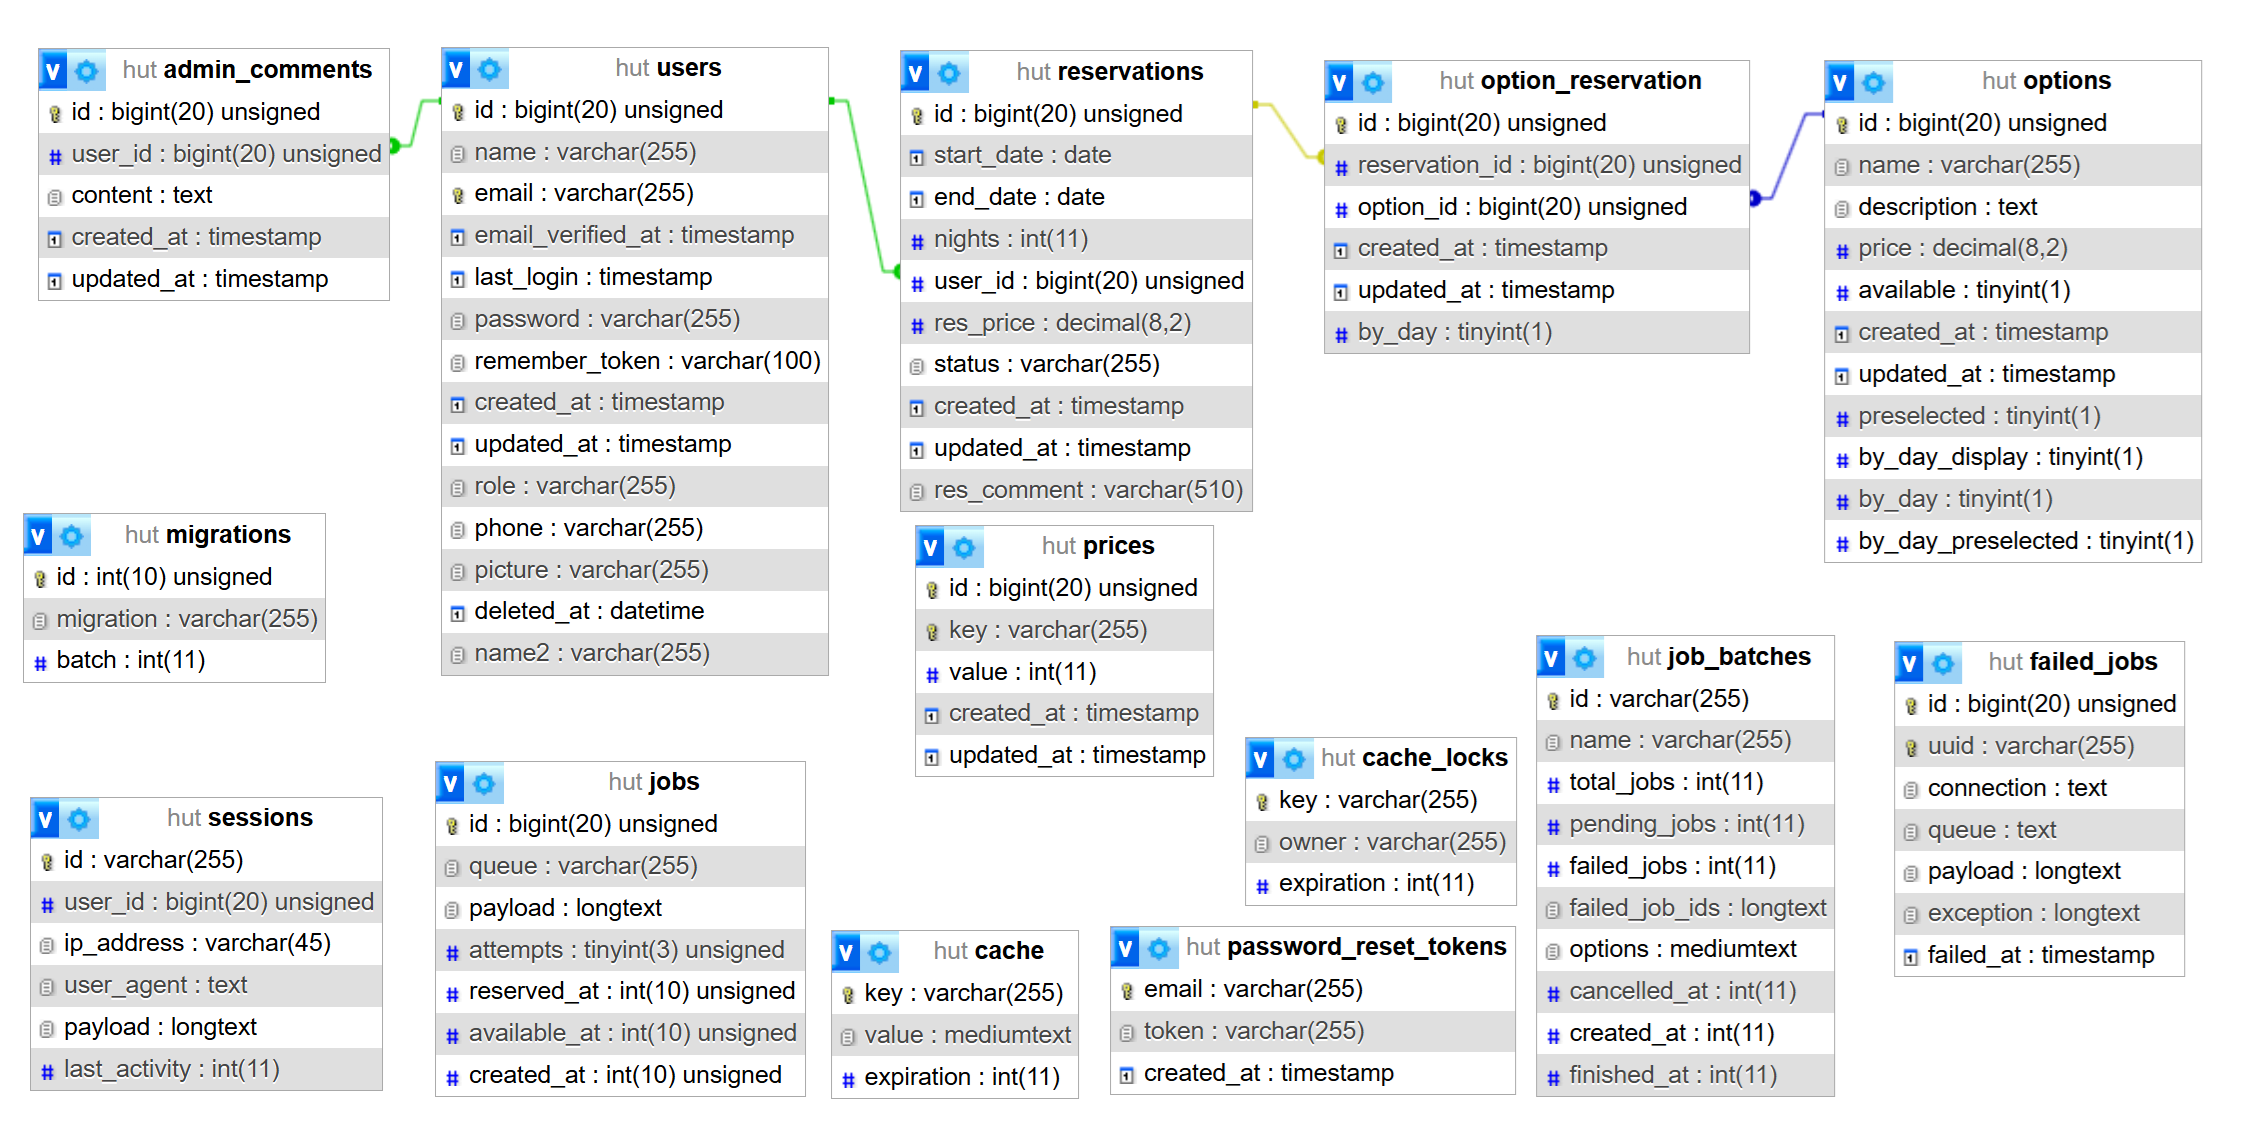 V hut admin_comments
id : bigint(20) unsigned
# user_id : bigint(20) unsigned
content : text
created_at : timestamp
updated_at : timestamp
V hut users
id : bigint(20) unsigned
name : varchar(255)
email : varchar(255)
email_verified_at : timestamp
last_login : timestamp
password : varchar(255)
remember_token : varchar(100)
created_at : timestamp
updated_at : timestamp
role : varchar(255)
phone : varchar(255)
picture : varchar(255)
deleted_at : datetime
name2 : varchar(255)
V hut reservations
id : bigint(20) unsigned
start_date : date
end_date : date
# nights : int(11)
# user_id : bigint(20) unsigned
# res_price : decimal(8,2)
status : varchar(255)
created_at : timestamp
updated_at : timestamp
res_comment : varchar(510)
V hut option_reservation
id : bigint(20) unsigned
# reservation_id : bigint(20) unsigned
# option_id : bigint(20) unsigned
created_at : timestamp
updated_at : timestamp
# by_day : tinyint(1)
V hut options
id : bigint(20) unsigned
name : varchar(255)
description : text
# price : decimal(8,2)
# available : tinyint(1)
created_at : timestamp
updated_at : timestamp
# preselected : tinyint(1)
# by_day_display : tinyint(1)
# by_day : tinyint(1)
# by_day_preselected : tinyint(1)
V hut migrations
id : int(10) unsigned
migration : varchar(255)
# batch : int(11)
V hut prices
id : bigint(20) unsigned
key : varchar(255)
# value : int(11)
created_at : timestamp
updated_at : timestamp
V hut job_batches
id : varchar(255)
name : varchar(255)
# total_jobs : int(11)
# pending_jobs : int(11)
# failed_jobs : int(11)
failed_job_ids : longtext
options : mediumtext
# cancelled_at : int(11)
# created_at : int(11)
# finished_at : int(11)
V hut failed_jobs
id : bigint(20) unsigned
uuid : varchar(255)
connection : text
queue : text
payload : longtext
exception : longtext
failed_at : timestamp
V hut sessions
id : varchar(255)
# user_id : bigint(20) unsigned
ip_address : varchar(45)
user_agent : text
payload : longtext
# last_activity : int(11)
V hut jobs
id : bigint(20) unsigned
queue : varchar(255)
payload : longtext
# attempts : tinyint(3) unsigned
# reserved_at : int(10) unsigned
# available_at : int(10) unsigned
# created_at : int(10) unsigned
V hut cache_locks
key : varchar(255)
owner : varchar(255)
# expiration : int(11)
V hut cache
key : varchar(255)
value : mediumtext
# expiration : int(11)
V hut password_reset_tokens
email : varchar(255)
token : varchar(255)
created_at : timestamp